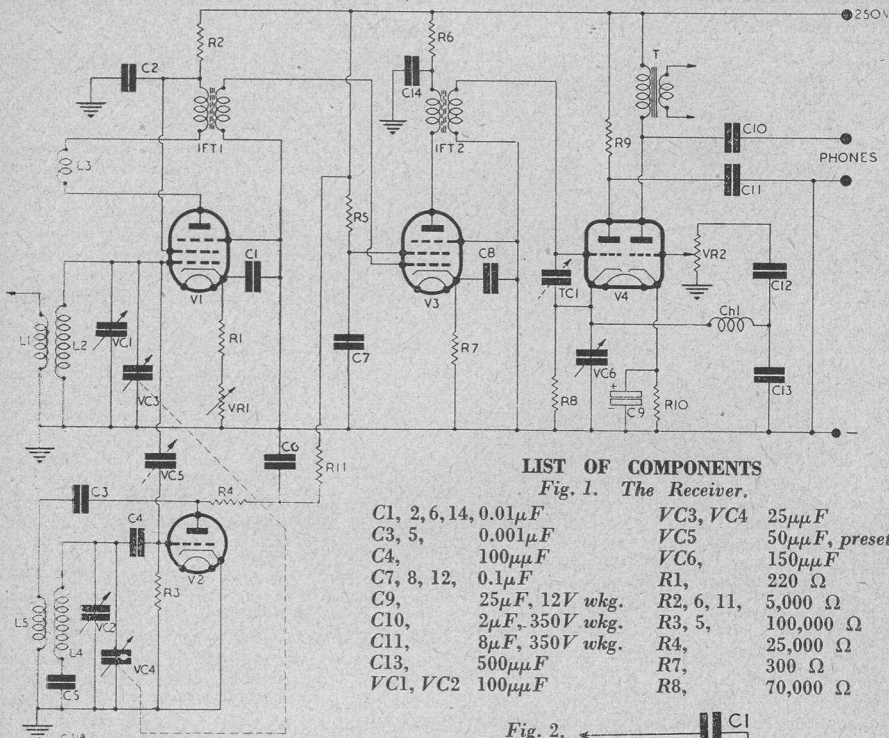 250V
R2
R6
C2
T
C14
C10
IFT1
IFT2
R9
PHONES
L3
C11
R5
C1
C8
VR2
V1
V3
TC1
V4
C12
Ch1
L1
L2
VC1
R1
C7
R7
VC3
VC6
R8
+
C9
R10
C13
VR1
C6
R11
-
VC5
C3
R4
C4
V2
R3
L5
L4
VC2
VC4
C5
LIST OF COMPONENTS
Fig. 1. The Receiver.
C1, 2,6,14, 0.01μF VC3, VC4 25μμF
C3, 5, 0.001μF VC5 50μμF, preset
C4, 100μμF VC6, 150μμF
C7, 8, 12, 0.1μF R1, 220 Ω
C9, 25μF, 12V wkg. R2, 6, 11, 5,000 Ω
C10, 2μF, 350V wkg. R3, 5, 100,000 Ω
C11, 8μF, 350V wkg. R4, 25,000 Ω
C13, 500μμF R7, 300 Ω
VC1, VC2 100μμF R8, 70,000 Ω
Fig. 2.
C1